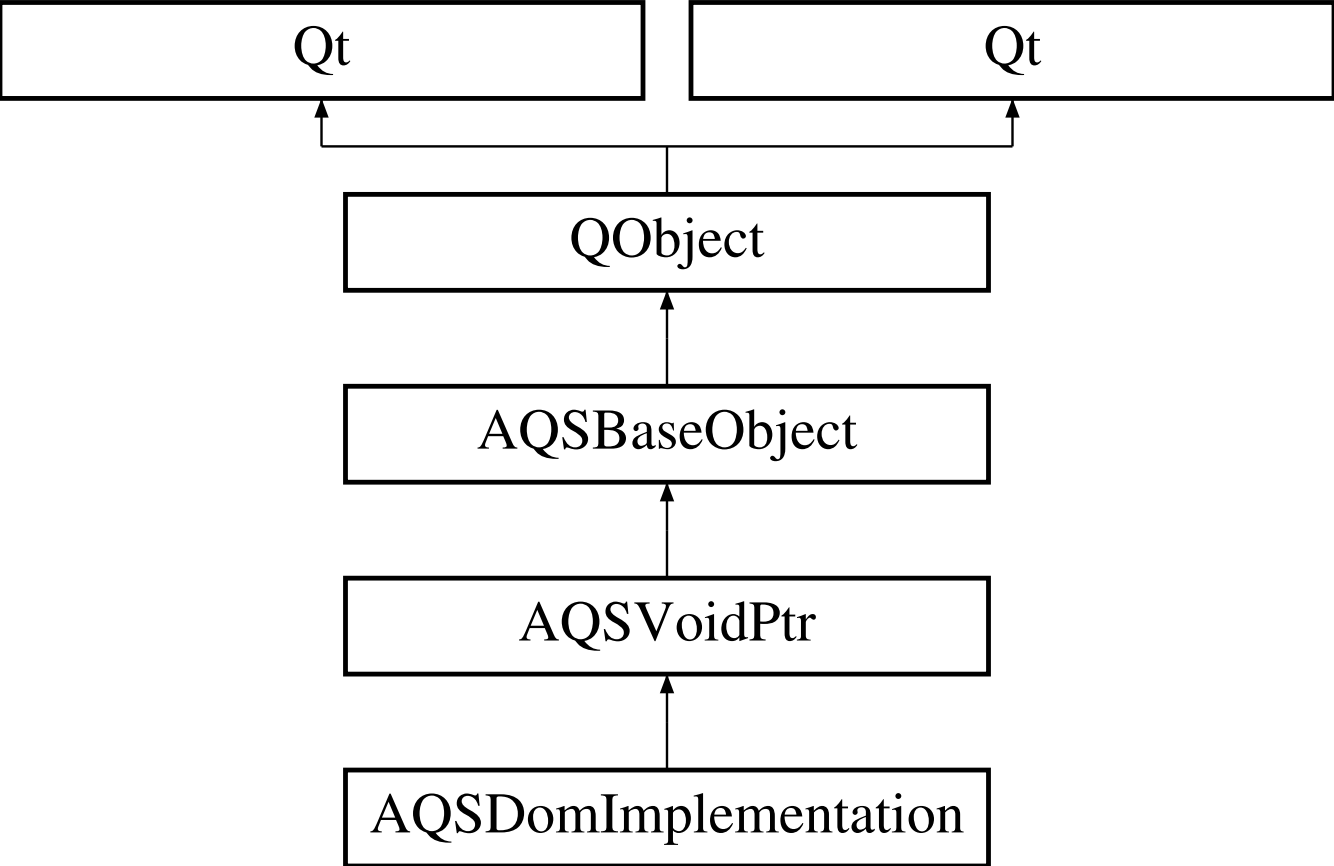 Qt
Qt
QObject
AQSBaseObject
AQSVoidPtr
AQSDomImplementation